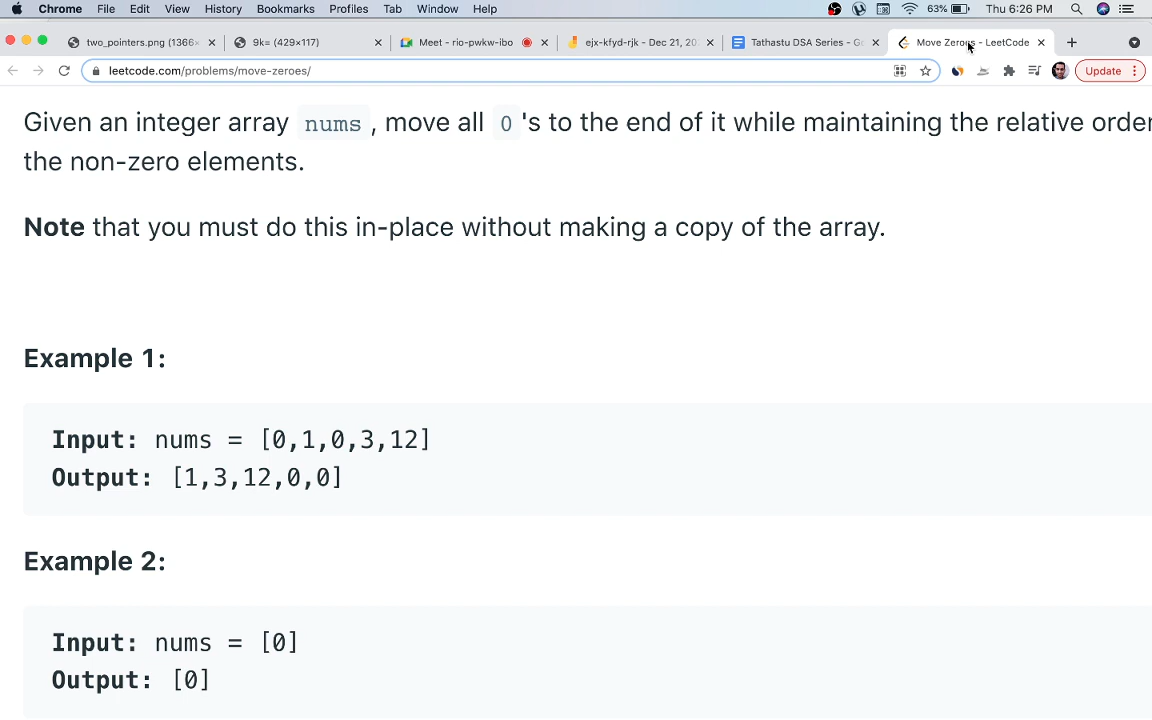 Chrome File Edit View History Bookmarks Profiles Tab Window Help 63% Thu 6:26 PM
two_pointers.png (1366× 9k= (429×117) Meet - rio-pwkw-ibo ejx-kfyd-rjk - Dec 21, 20 Tathastu DSA Series - Go Move Zeroes - LeetCode
leetcode.com/problems/move-zeroes/ Update
Given an integer array nums , move all 0 's to the end of it while maintaining the relative order
the non-zero elements.
Note that you must do this in-place without making a copy of the array.
Example 1:
Input: nums = [0,1,0,3,12]
Output: [1,3,12,0,0]
Example 2:
Input: nums = [0]
Output: [0]